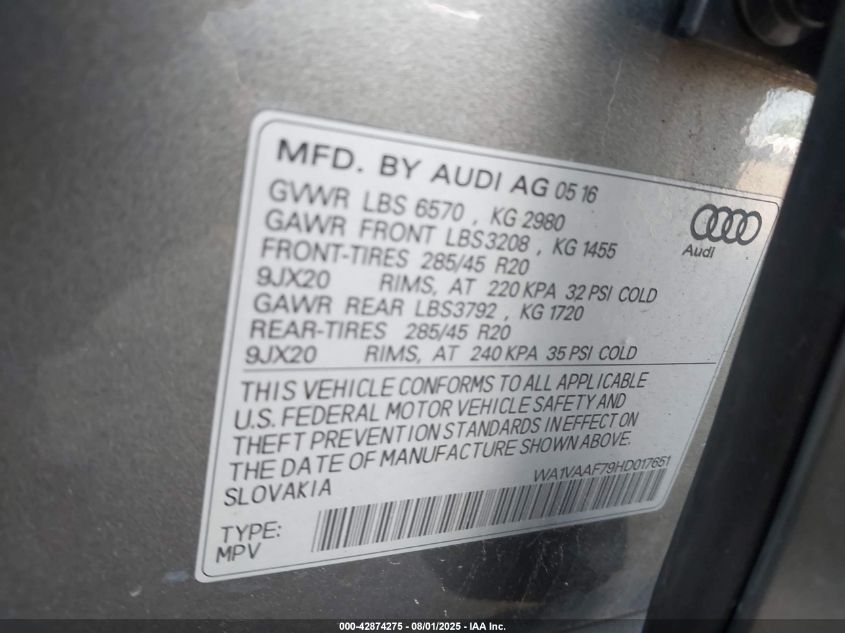 MFD. BY AUDI AG 05 16
GVWR LBS 6570 , KG 2980
GAWR FRONT LBS3208 , KG 1455
FRONT-TIRES 285/45 R20
9JX20 RIMS, AT 220 KPA 32 PSI COLD
GAWR REAR LBS3792 , KG 1720
REAR-TIRES 285/45 R20
9JX20 RIMS, AT 240 KPA 35 PSI COLD
Audi
THIS VEHICLE CONFORMS TO ALL APPLICABLE
U.S. FEDERAL MOTOR VEHICLE SAFETY AND
THEFT PREVENTION STANDARDS IN EFFECT ON
THE DATE OF MANUFACTURE SHOWN ABOVE.
SLOVAKIA WA1VAAF79HD017651
TYPE:
MPV
000-42874275 - 08/01/2025 - IAA Inc.